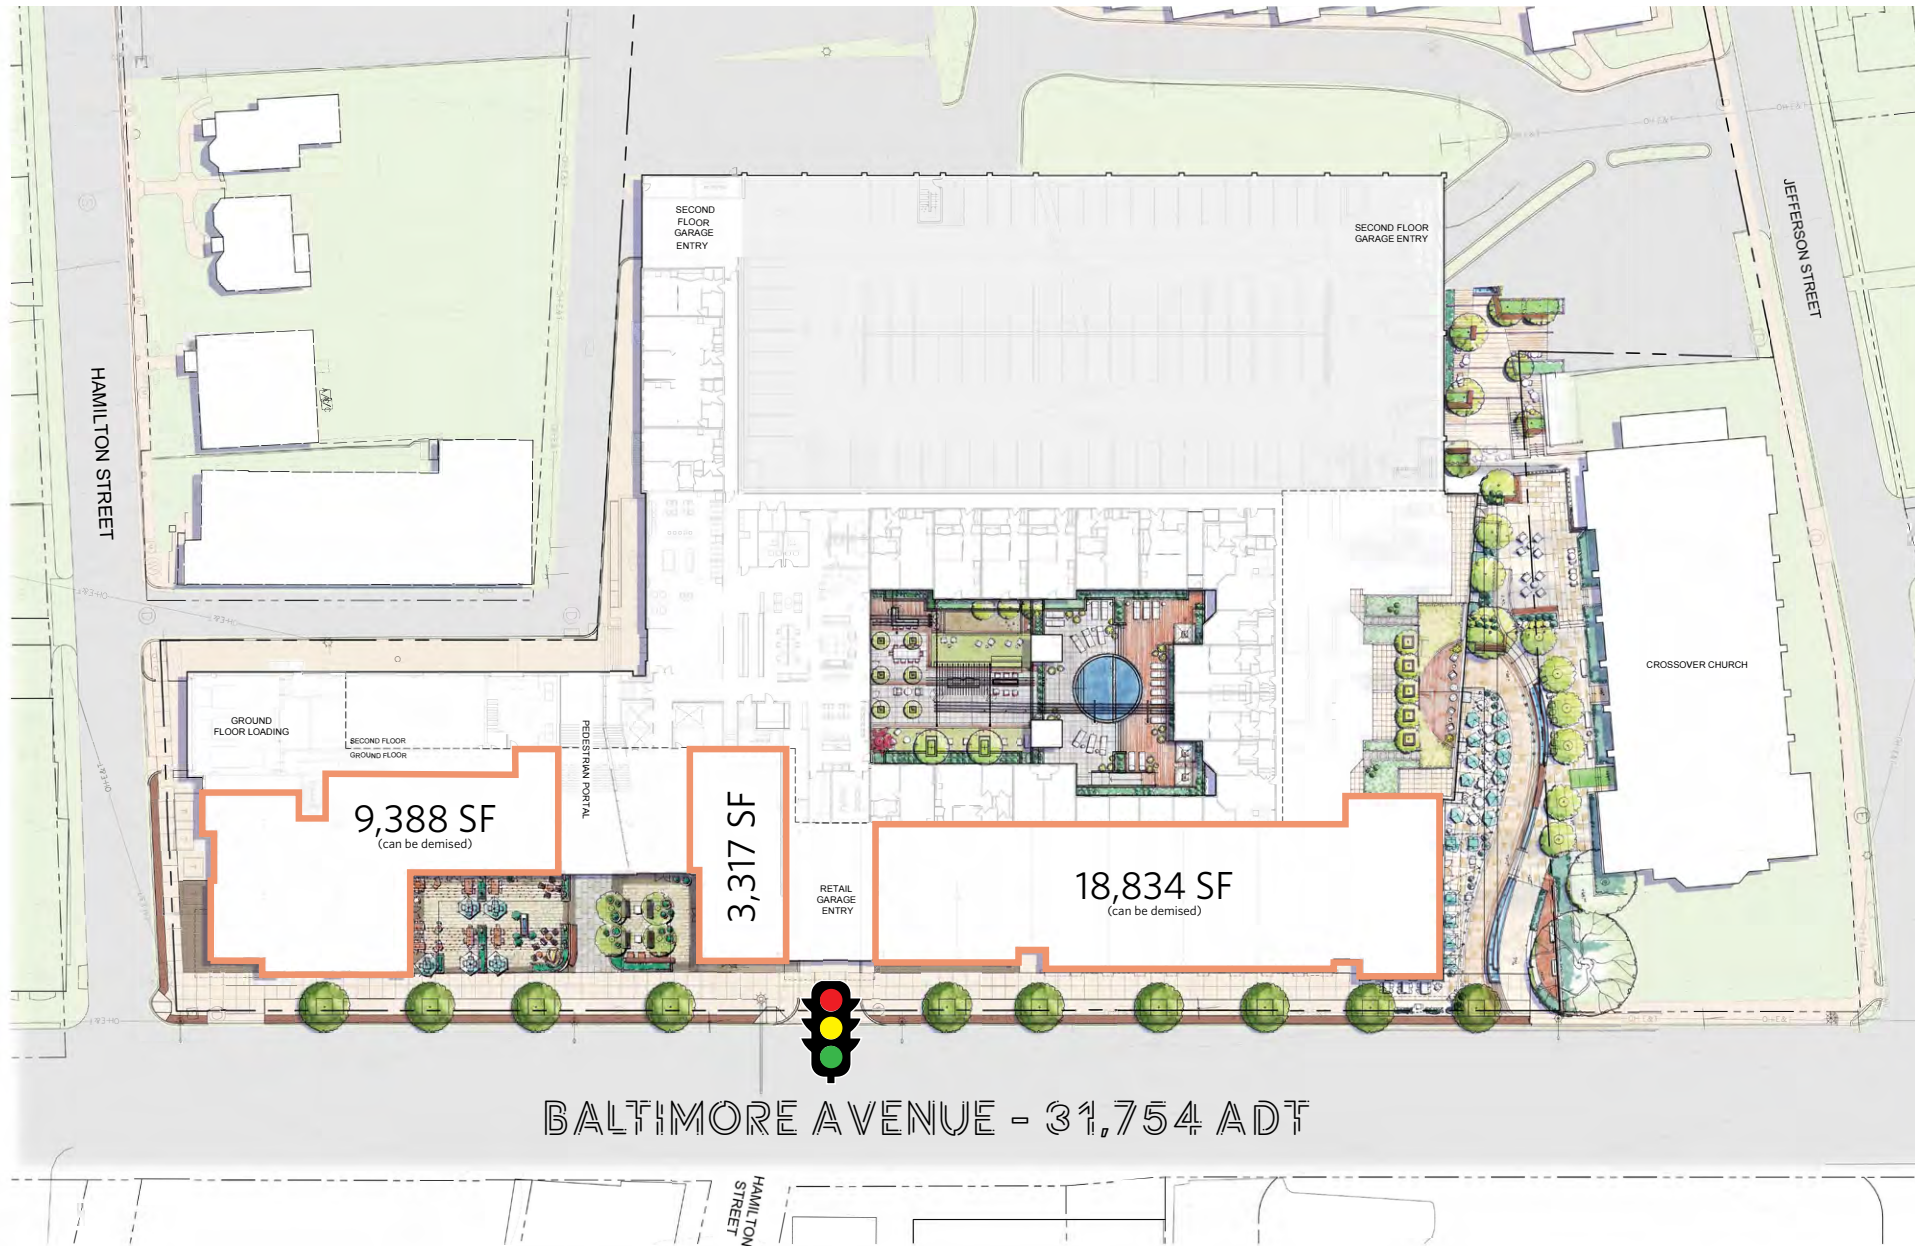 SECOND
FLOOR
GARAGE
ENTRY
SECOND FLOOR
GARAGE ENTRY
JEFFERSON STREET
HAMILTON STREET
CROSSOVER CHURCH
GROUND
FLOOR LOADING
SECOND FLOOR
GROUND FLOOR
PEDESTRIAN PORTAL
9,388 SF
(can be demised)
3,317 SF
RETAIL
GARAGE
ENTRY
18,834 SF
(can be demised)
BALTIMORE AVENUE - 31,754 ADT
HAMILTON
STREET